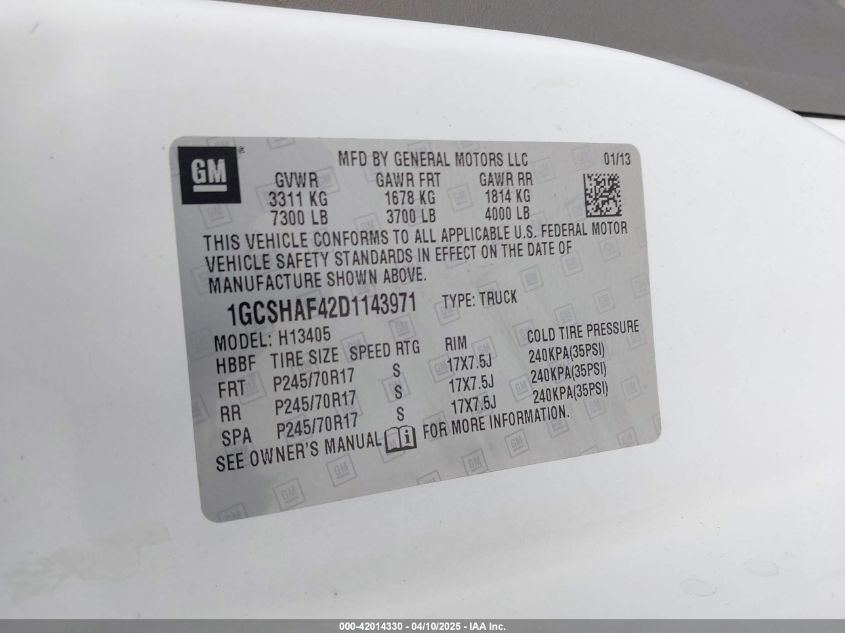 GM
MFD BY GENERAL MOTORS LLC 01/13
GVWR GAWR FRT GAWR RR
3311 KG 1678 KG 1814 KG
7300 LB 3700 LB 4000 LB
THIS VEHICLE CONFORMS TO ALL APPLICABLE U.S. FEDERAL MOTOR
VEHICLE SAFETY STANDARDS IN EFFECT ON THE DATE OF
MANUFACTURE SHOWN ABOVE.
1GCSHAF42D1143971 TYPE: TRUCK
MODEL: H13405
HBBF TIRE SIZE SPEED RTG RIM COLD TIRE PRESSURE
FRT P245/70R17 S 17X7.5J 240KPA(35PSI)
RR P245/70R17 S 17X7.5J 240KPA(35PSI)
SPA P245/70R17 S 17X7.5J 240KPA(35PSI)
SEE OWNER'S MANUAL FOR MORE INFORMATION.
000-42014330 - 04/10/2025 - IAA Inc.